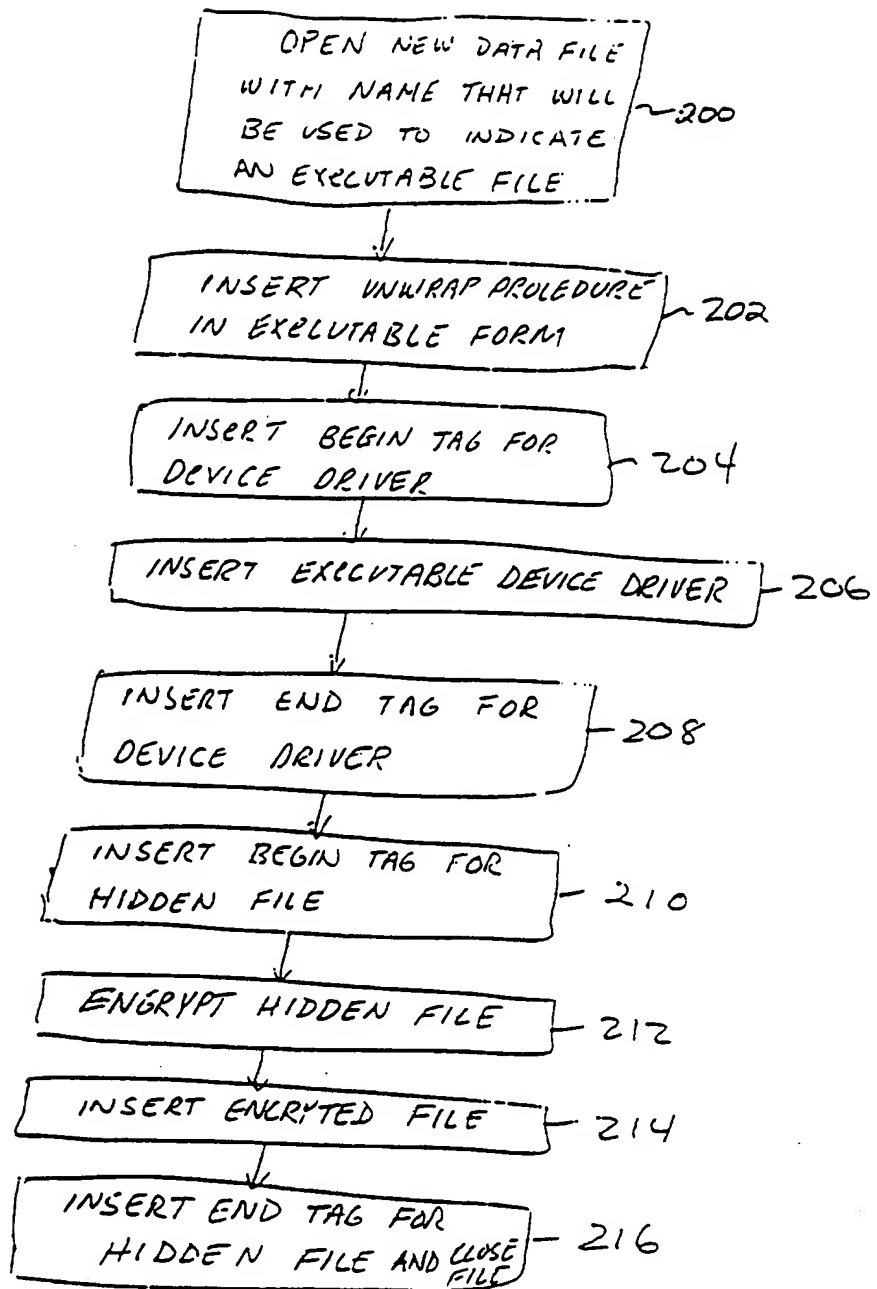 OPEN NEW DATA FILE
WITH NAME THAT WILL
BE USED TO INDICATE
AN EXECUTABLE FILE
200
INSERT UNWRAP PROCEDURE
IN EXECUTABLE FORM
202
INSERT BEGIN TAG FOR
DEVICE DRIVER
204
INSERT EXECUTABLE DEVICE DRIVER
206
INSERT END TAG FOR
DEVICE DRIVER
208
INSERT BEGIN TAG FOR
HIDDEN FILE
210
ENCRYPT HIDDEN FILE
212
INSERT ENCRYTED FILE
214
INSERT END TAG FOR
HIDDEN FILE AND CLOSE
FILE
216